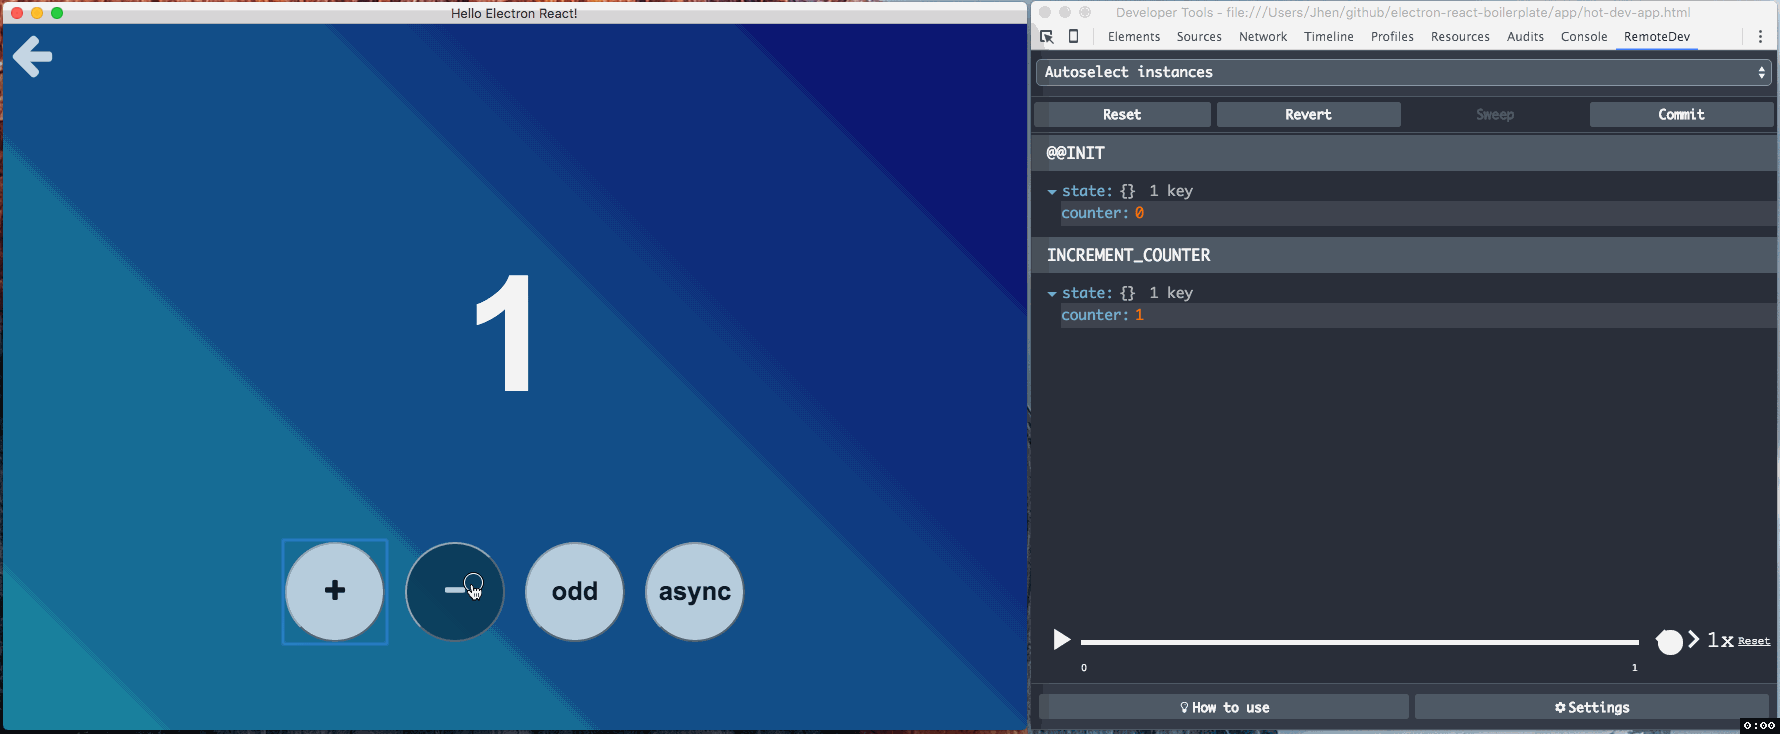 Hello Electron React!
1
+
−
odd
async
Developer Tools - file:///Users/Jhen/github/electron-react-boilerplate/app/hot-dev-app.html
Elements Sources Network Timeline Profiles Resources Audits Console RemoteDev
Autoselect instances
Reset Revert Sweep Commit
@@INIT
state: {} 1 key
counter: 0
INCREMENT_COUNTER
state: {} 1 key
counter: 1
1x Reset
0 1
How to use Settings
0:00